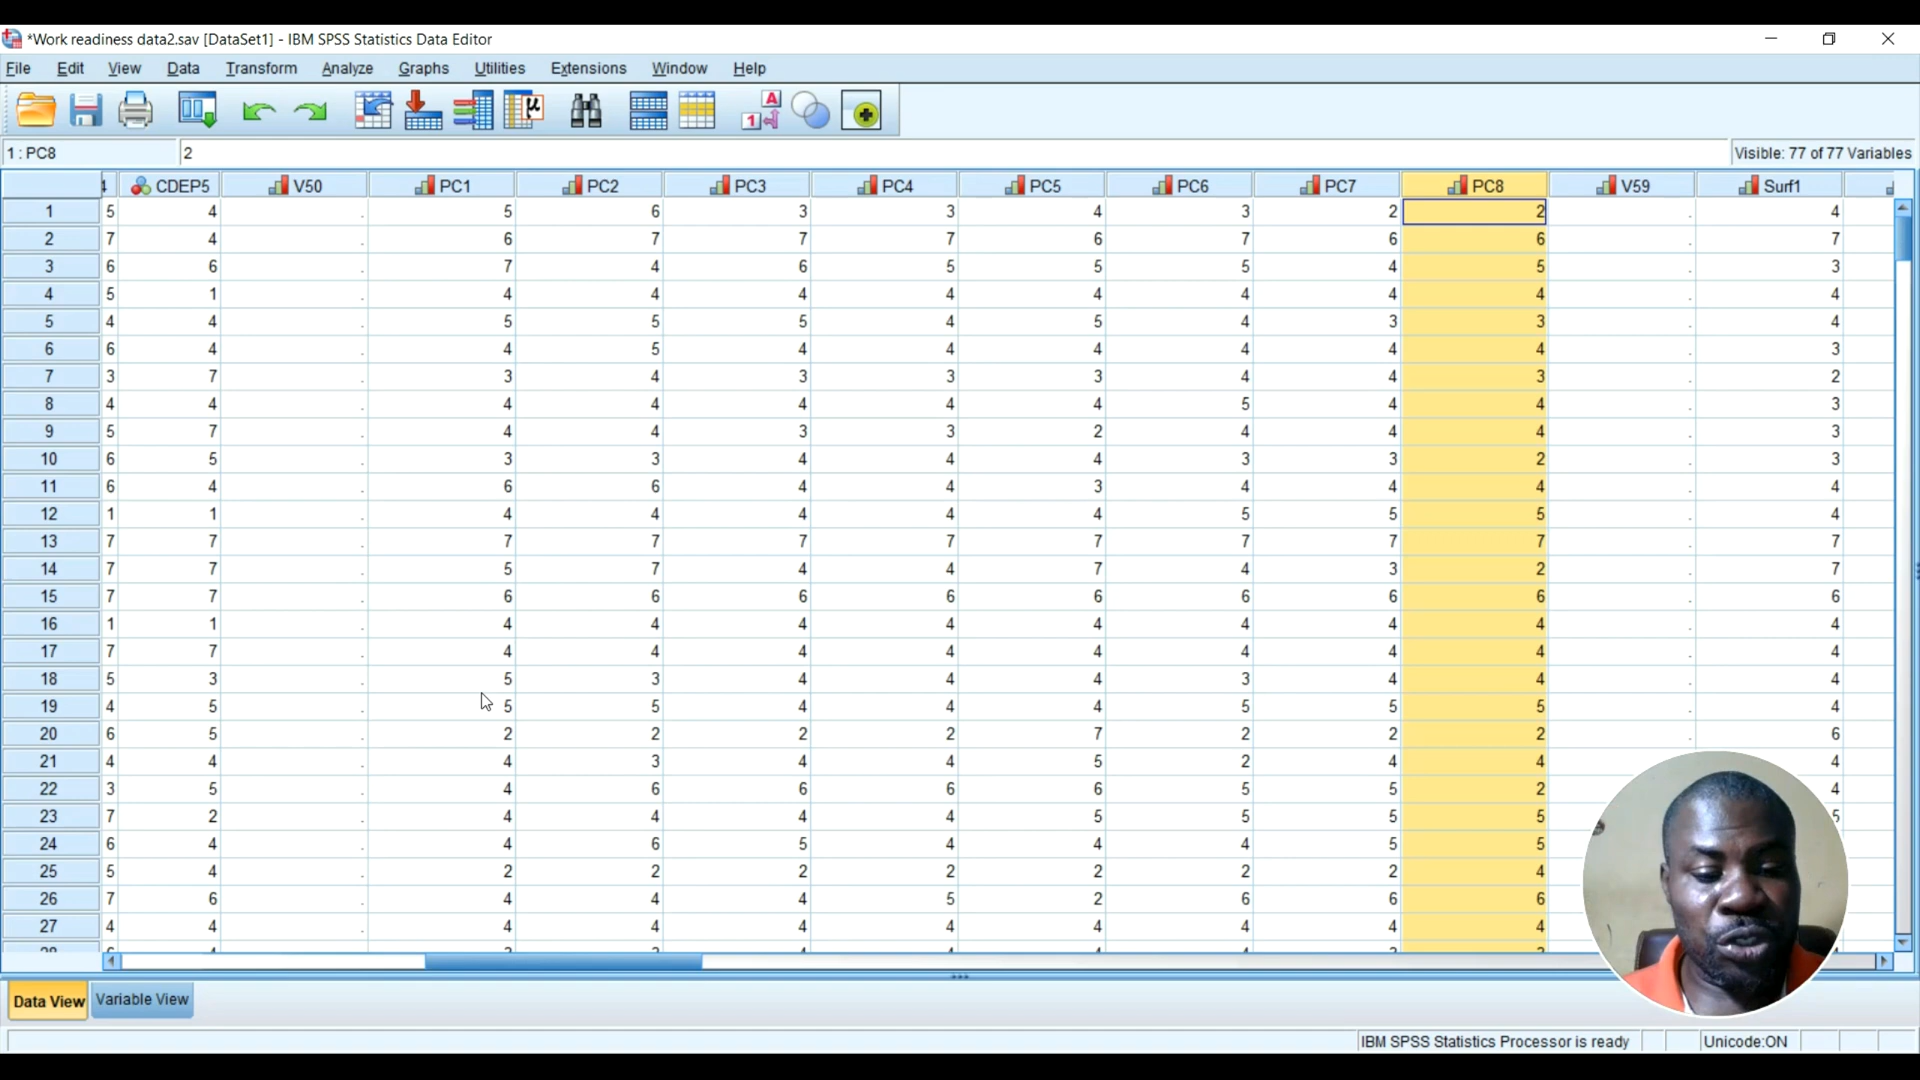 *Work readiness data2.sav [DataSet1] - IBM SPSS Statistics Data Editor
File Edit View Data Transform Analyze Graphs Utilities Extensions Window Help
1 : PC8 2 Visible: 77 of 77 Variables
4 CDEP5 V50 PC1 PC2 PC3 PC4 PC5 PC6 PC7 PC8 V59 Surf1
1 5 4 . 5 6 3 3 4 3 2 2 . 4
2 7 4 . 6 7 7 7 6 7 6 6 . 7
3 6 6 . 7 4 6 5 5 5 4 5 . 3
4 5 1 . 4 4 4 4 4 4 4 4 . 4
5 4 4 . 5 5 5 4 5 4 3 3 . 4
6 6 4 . 4 5 4 4 4 4 4 4 . 3
7 3 7 . 3 4 3 3 3 4 4 3 . 2
8 4 4 . 4 4 4 4 4 5 4 4 . 3
9 5 7 . 4 4 3 3 2 4 4 4 . 3
10 6 5 . 3 3 4 4 4 3 3 2 . 3
11 6 4 . 6 6 4 4 3 4 4 4 . 4
12 1 1 . 4 4 4 4 4 5 5 5 . 4
13 7 7 . 7 7 7 7 7 7 7 7 . 7
14 7 7 . 5 7 4 4 7 4 3 2 . 7
15 7 7 . 6 6 6 6 6 6 6 6 . 6
16 1 1 . 4 4 4 4 4 4 4 4 . 4
17 7 7 . 4 4 4 4 4 4 4 4 . 4
18 5 3 . 5 3 4 4 4 3 4 4 . 4
19 4 5 . 5 5 4 4 4 5 5 5 . 4
20 6 5 . 2 2 2 2 7 2 2 2 . 6
21 4 4 . 4 3 4 4 5 2 4 4 4
22 3 5 . 4 6 6 6 6 5 5 2 4
23 7 2 . 4 4 4 4 5 5 5 5 5
24 6 4 . 4 6 5 4 4 4 5 5
25 5 4 . 2 2 2 2 2 2 2 4
26 7 6 . 4 4 4 5 2 6 6 6
27 4 4 . 4 4 4 4 4 4 4 4
Data View Variable View
IBM SPSS Statistics Processor is ready Unicode:ON